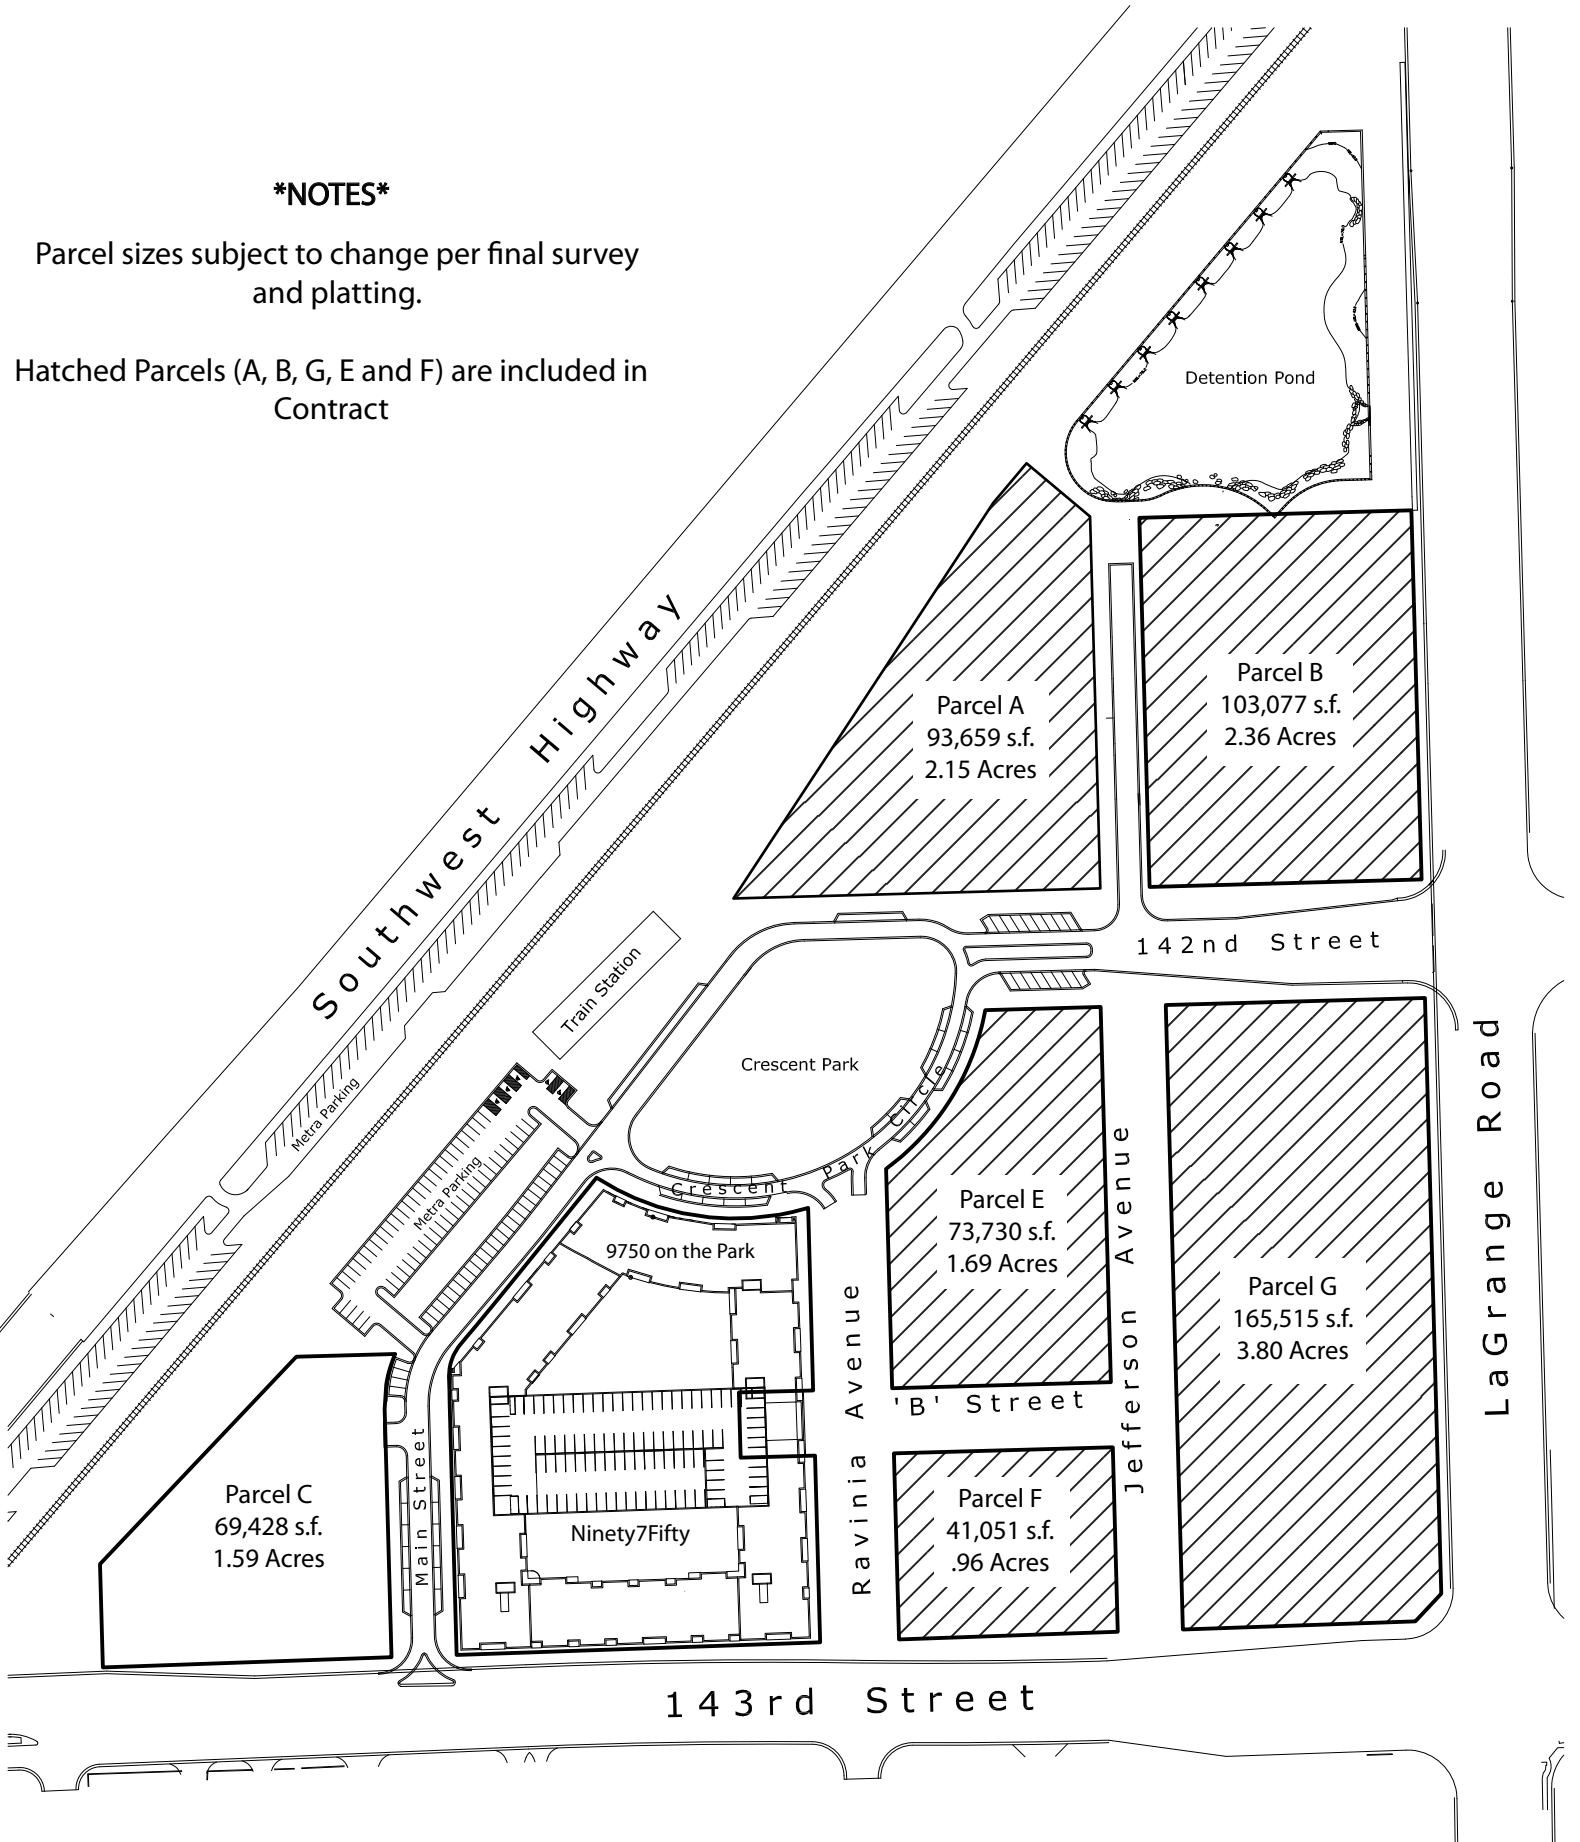 *NOTES*
Parcel sizes subject to change per final survey
and platting.
Hatched Parcels (A, B, G, E and F) are included in
Contract
Detention Pond
Southwest Highway
Parcel B
103,077 s.f.
2.36 Acres
Parcel A
93,659 s.f.
2.15 Acres
142nd Street
Train Station
Crescent Park
Metra Parking
Metra Parking
Crescent Park Circle
LaGrange Road
Parcel E
73,730 s.f.
1.69 Acres
Jefferson Avenue
9750 on the Park
Parcel G
165,515 s.f.
3.80 Acres
Ravinia Avenue
'B' Street
Parcel C
69,428 s.f.
1.59 Acres
Main Street
Parcel F
41,051 s.f.
.96 Acres
Ninety7Fifty
143rd Street